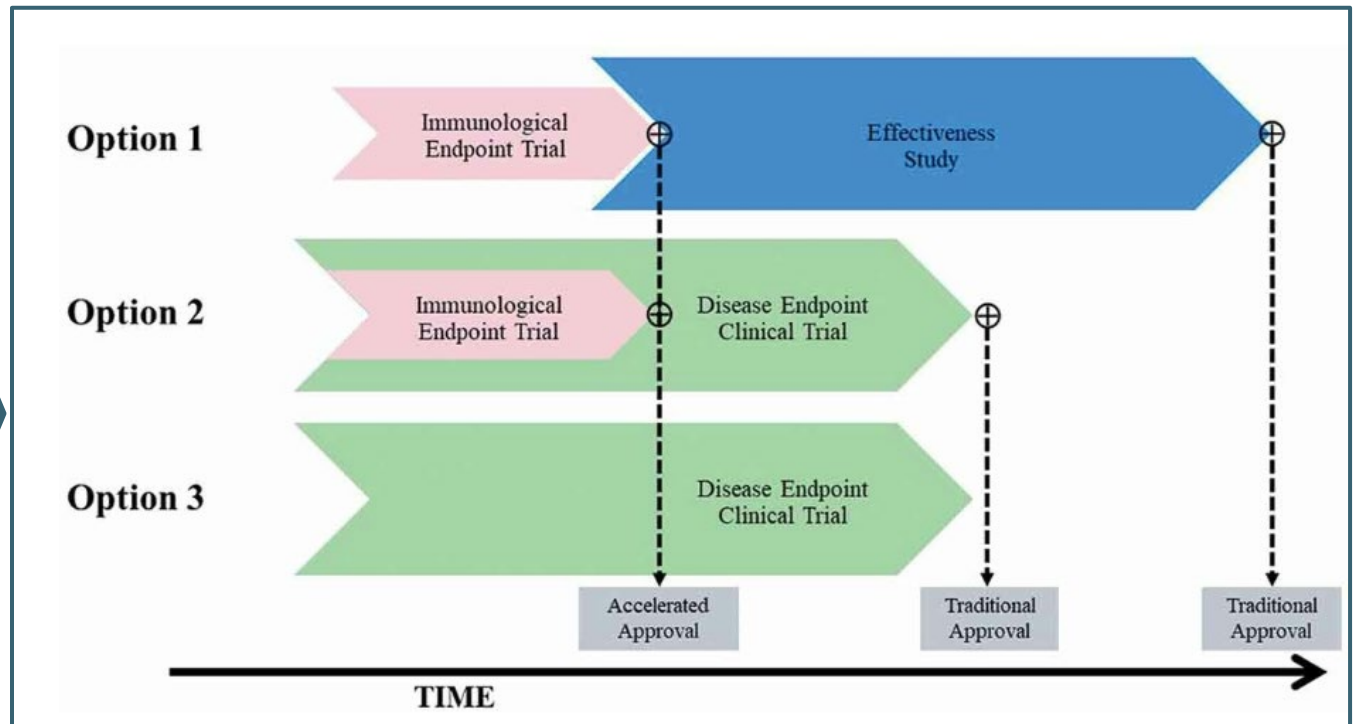 Option 1
Immunological
Endpoint Trial
Effectiveness
Study
Option 2
Immunological
Endpoint Trial
Disease Endpoint
Clinical Trial
Option 3
Disease Endpoint
Clinical Trial
Accelerated
Approval
Traditional
Approval
Traditional
Approval
TIME